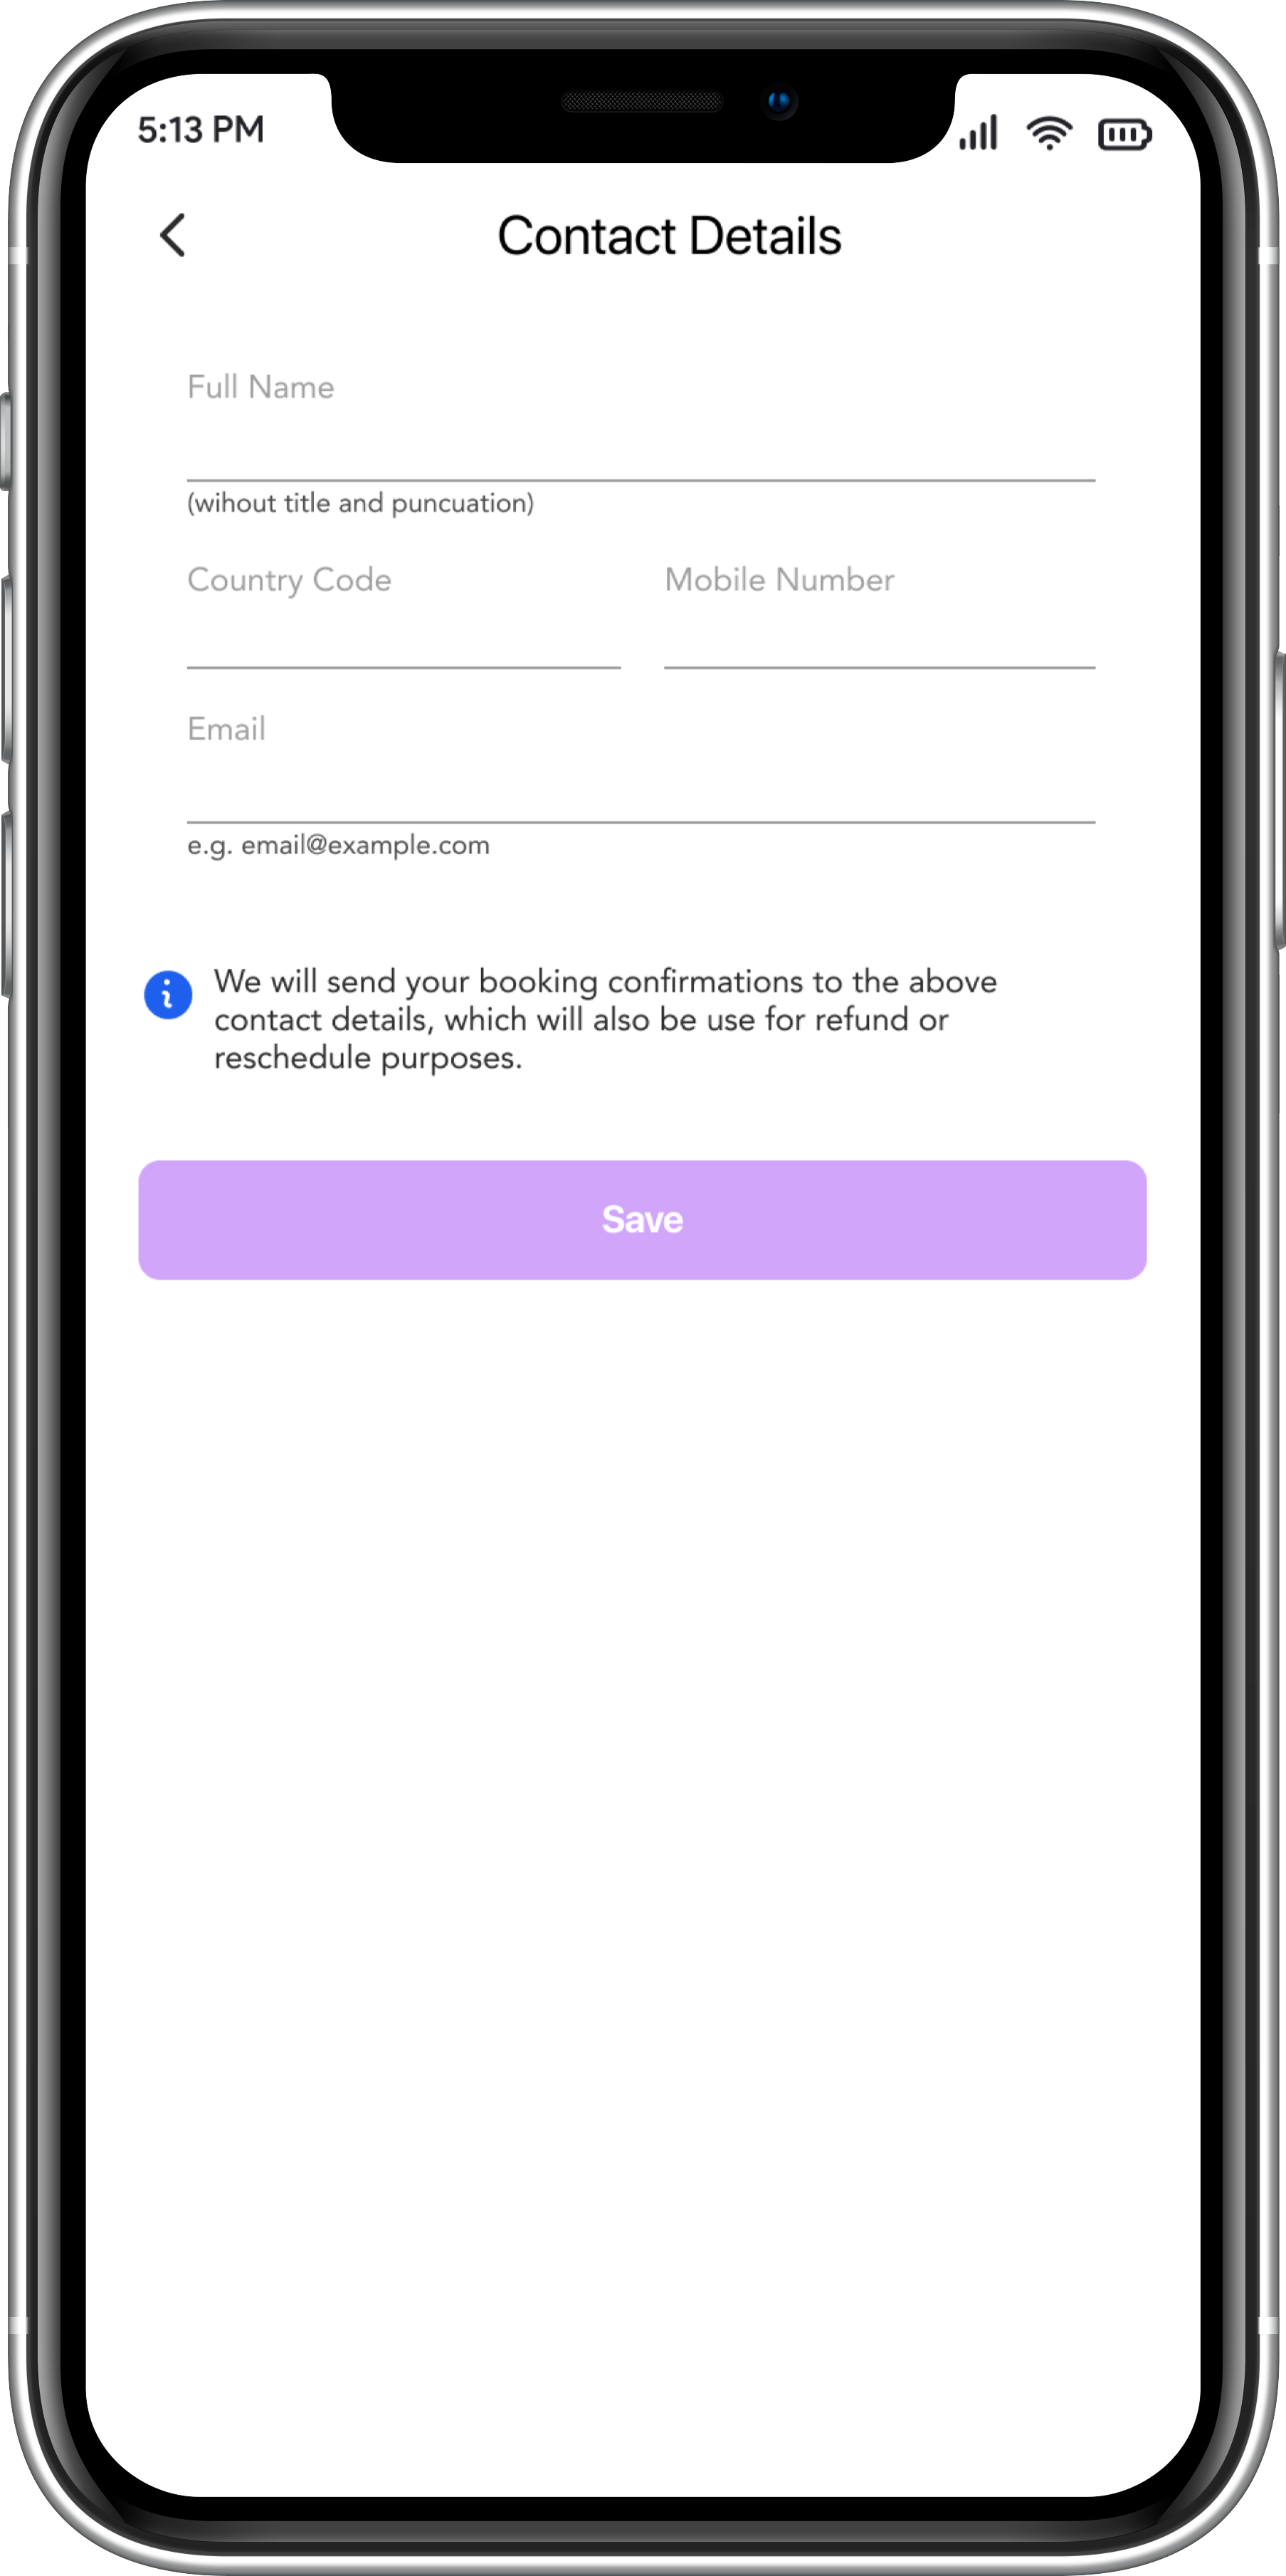 5:13 PM
Contact Details
Full Name
(wihout title and puncuation)
Country Code Mobile Number
Email
e.g. email@example.com
We will send your booking confirmations to the above
contact details, which will also be use for refund or
reschedule purposes.
Save